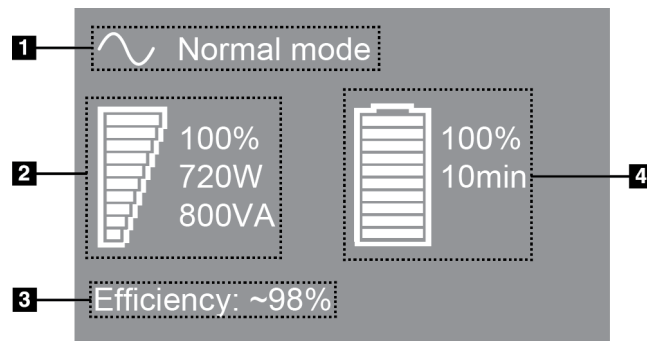 1
Normal mode
2
100%
720W
800VA
100%
10min
4
3
Efficiency: ~98%